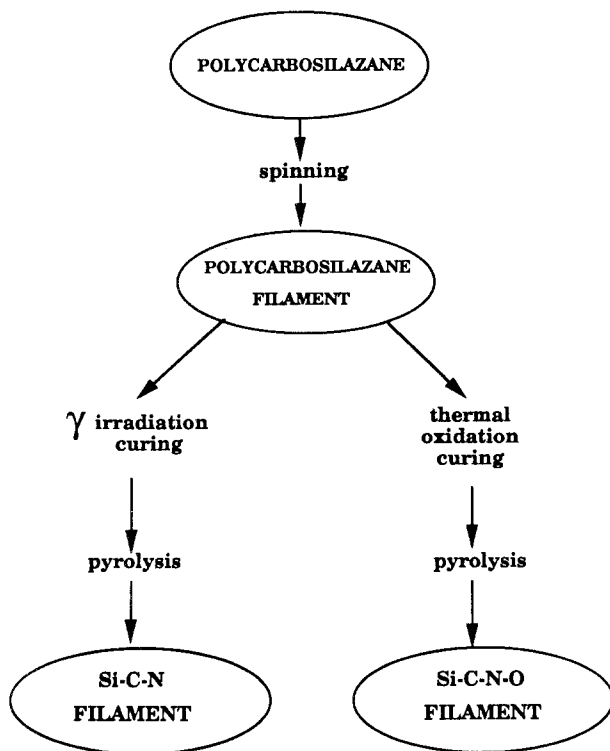 POLYCARBOSILAZANE
spinning
POLYCARBOSILAZANE
FILAMENT
γ irradiation
curing
pyrolysis
Si-C-N
FILAMENT
thermal
oxidation
curing
pyrolysis
Si-C-N-O
FILAMENT